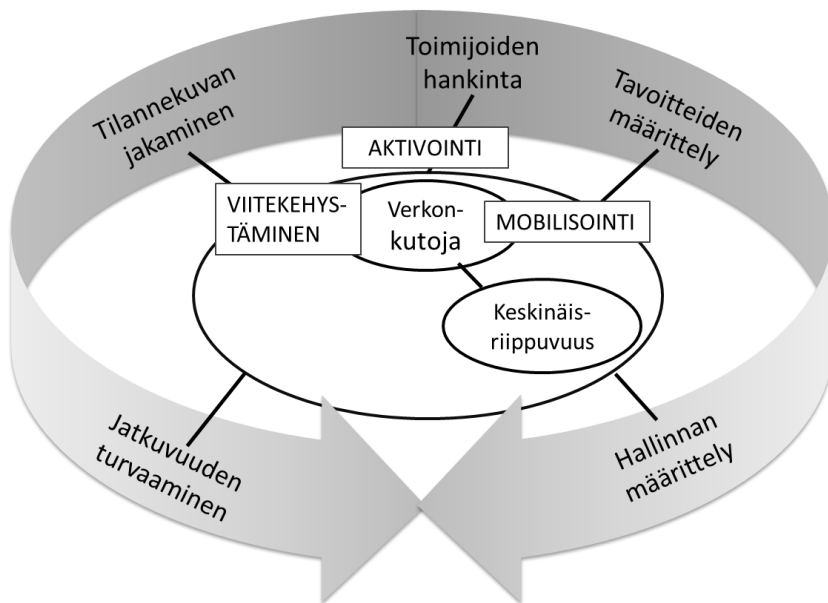 Toimijoiden
hankinta
Tilannekuvan
jakaminen
Tavoitteiden
määrittely
AKTIVOINTI
VIITEKEHYS-
TÄMINEN
Verkon-
kutoja
MOBILISOINTI
Keskinäis-
riippuvuus
Jatkuvuuden
turvaaminen
Hallinnan
määrittely